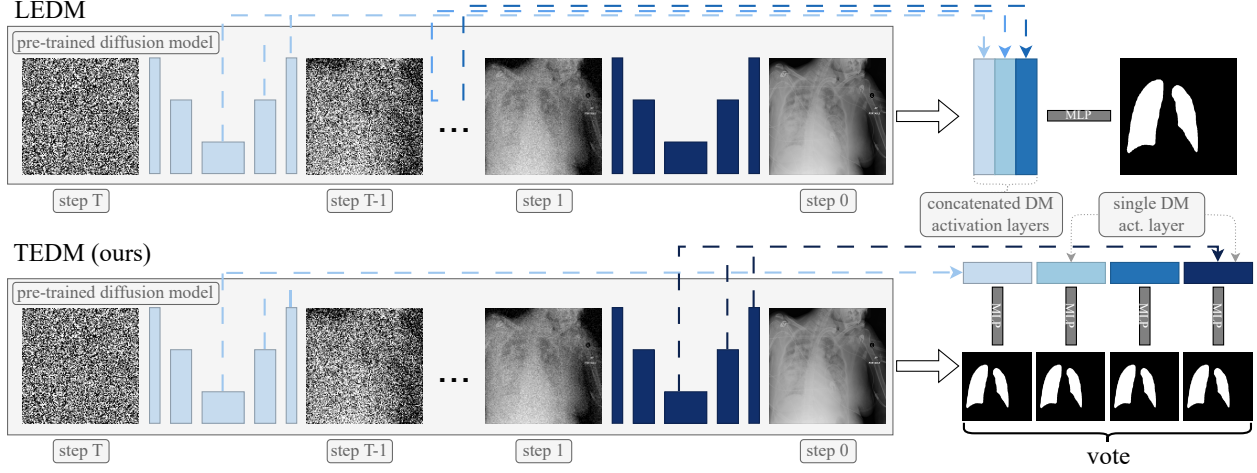 LEDM
pre-trained diffusion model
...
step T
step T-1
step 1
step 0
MLP
concatenated DM
activation layers
single DM
act. layer
TEDM (ours)
pre-trained diffusion model
...
step T
step T-1
step 1
step 0
MLP
MLP
MLP
MLP
vote